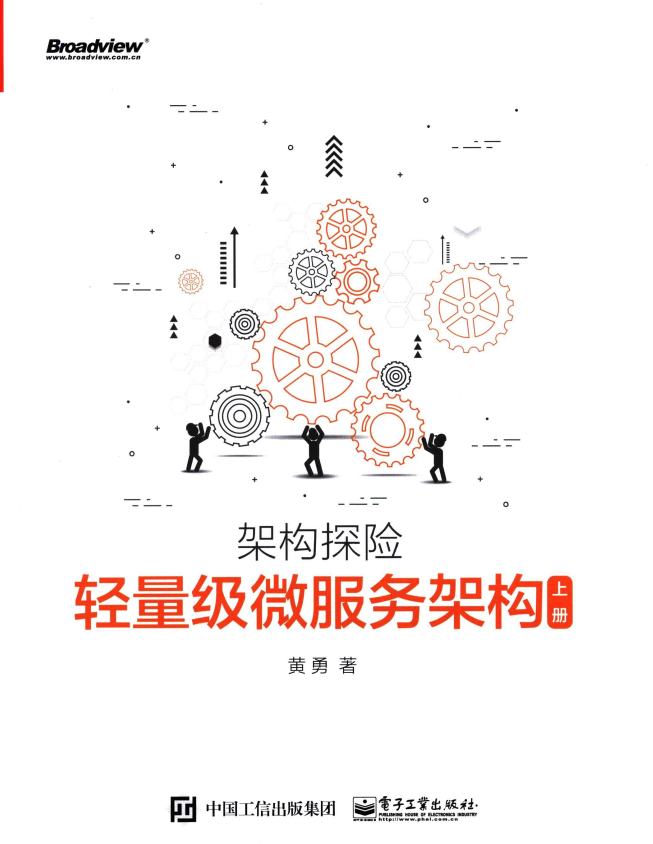 Broadview®
www.broadview.com.cn
架构探险
轻量级微服务架构 上册
黄勇 著
中国工信出版集团
電子工業出版社·
PUBLISHING HOUSE OF ELECTRONICS INDUSTRY
http://www.phei.com.cn